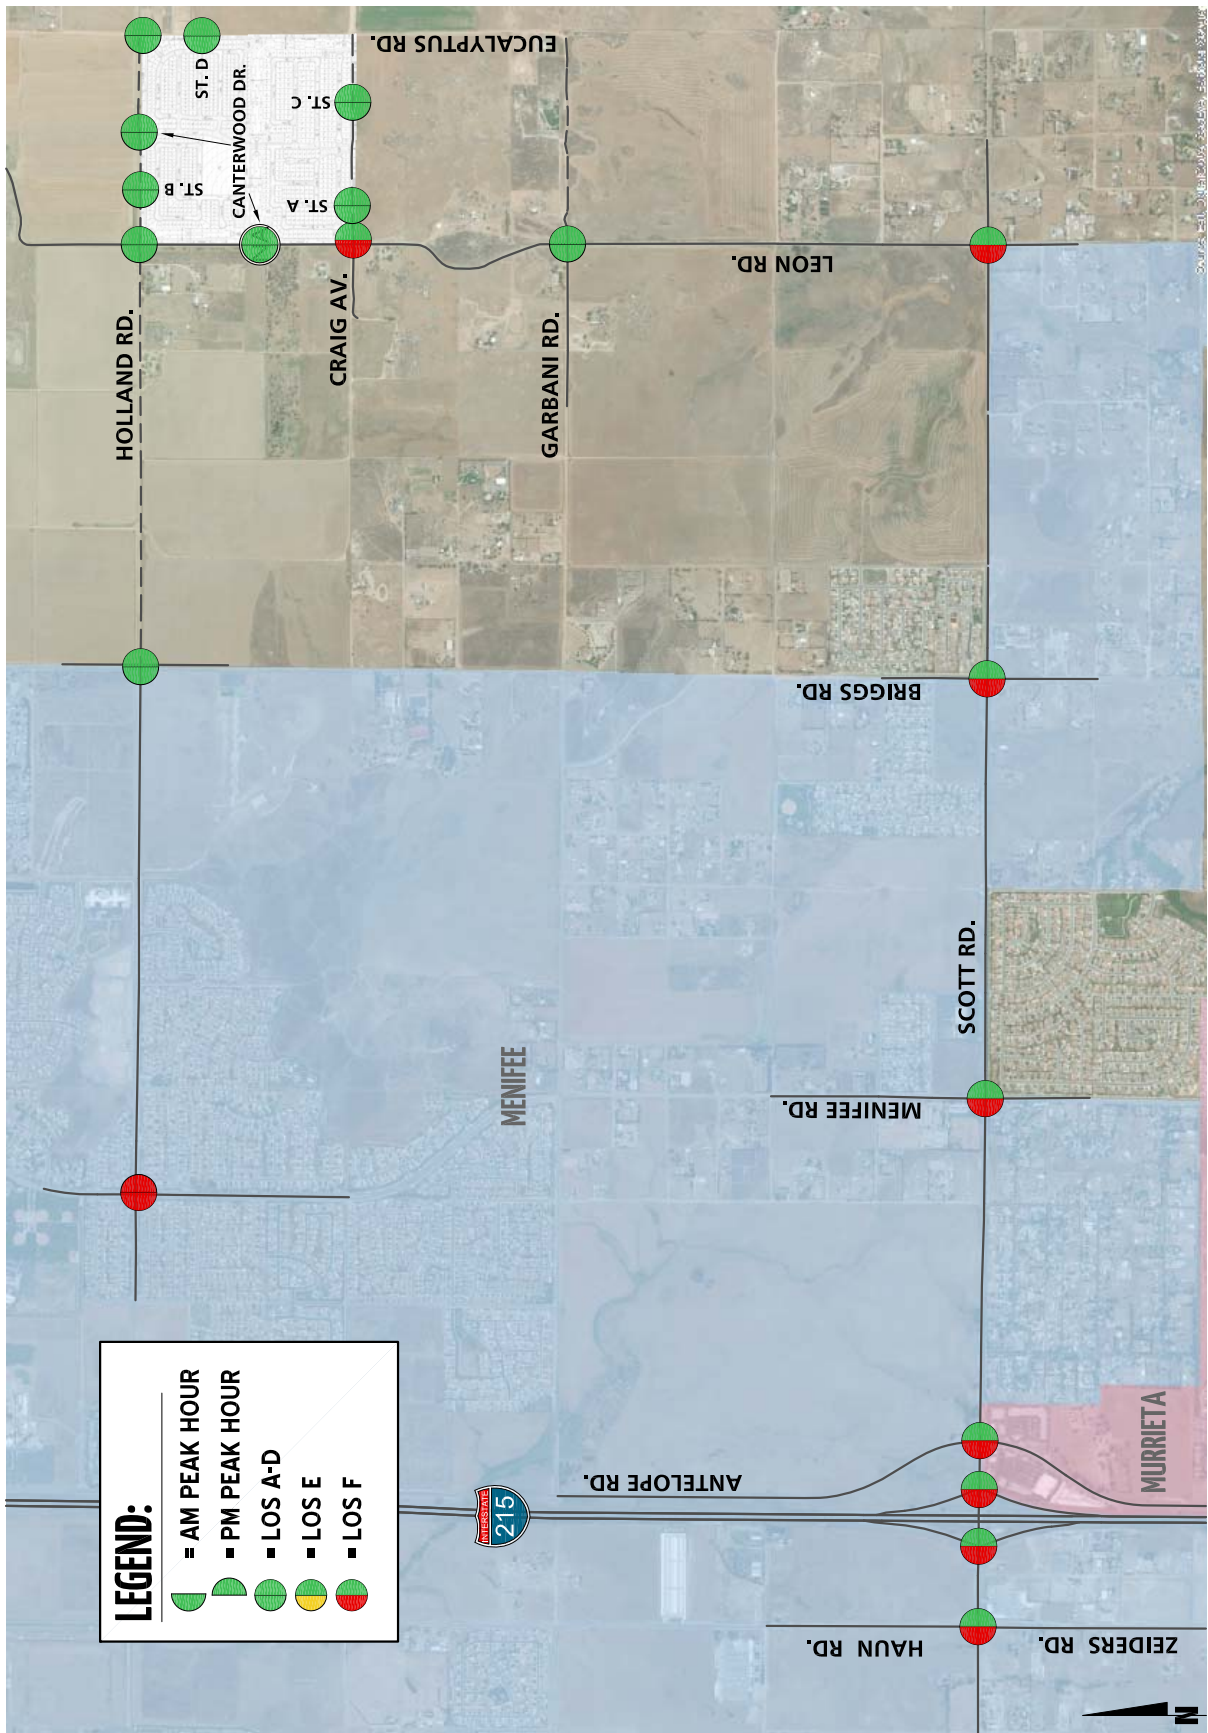 LEGEND:
= AM PEAK HOUR
= PM PEAK HOUR
= LOS A-D
= LOS E
= LOS F
INTERSTATE
215
HOLLAND RD.
ST. B
CANTERWOOD DR.
ST. D
ST. A
ST. C
EUCALYPTUS RD.
CRAIG AV.
GARBANI RD.
LEON RD.
MENIFEE
BRIGGS RD.
SCOTT RD.
MENIFEE RD.
ANTELOPE RD.
MURRIETA
HAUN RD.
ZEIDERS RD.
N